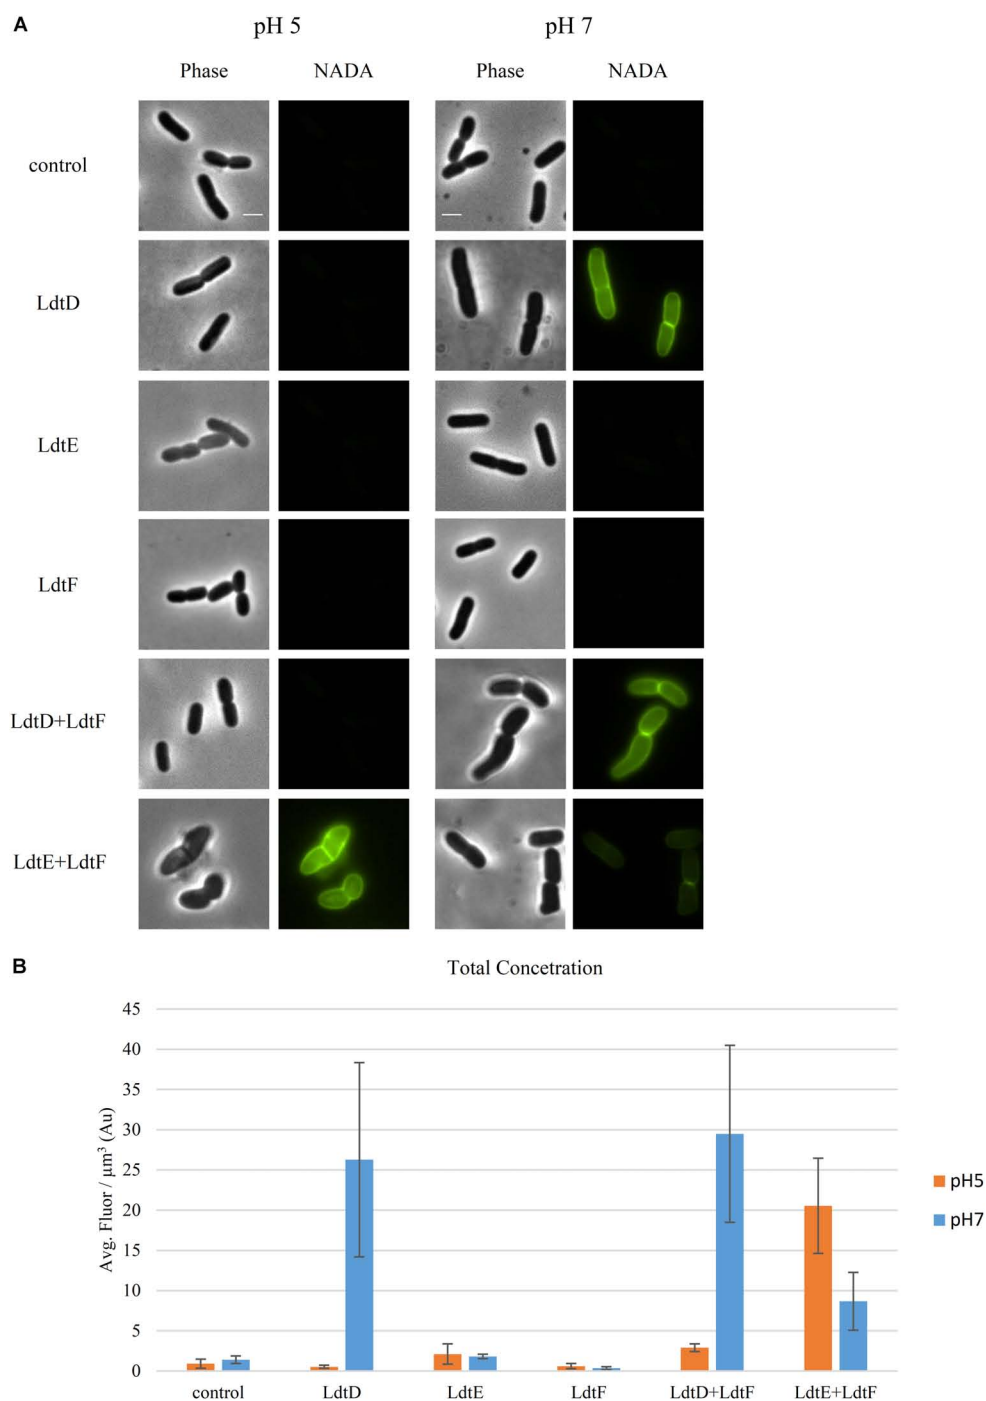 A
pH 5 pH 7
Phase NADA Phase NADA
control
LdtD
LdtE
LdtF
LdtD+LdtF
LdtE+LdtF
B
Total Concetration
Avg. Fluor / µm³ (Au)
45
40
35
30
25
20
15
10
5
0
control LdtD LdtE LdtF LdtD+LdtF LdtE+LdtF
pH5
pH7